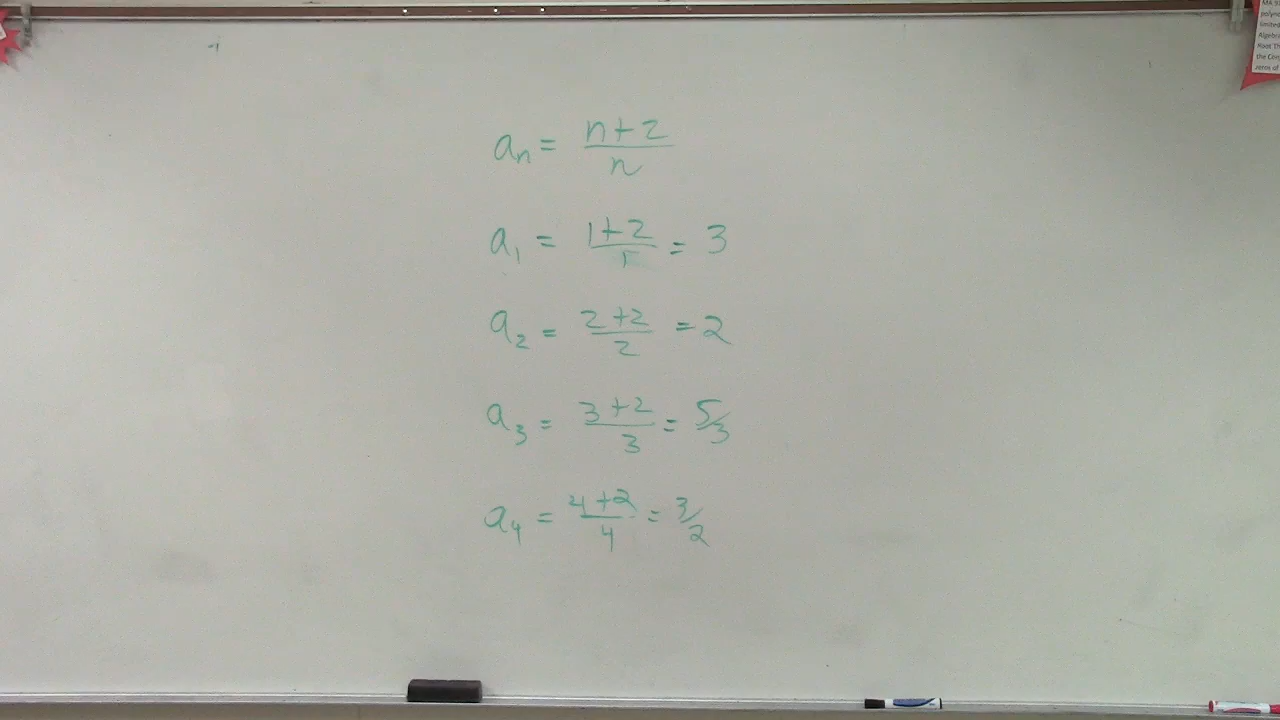 aₙ = (n+2)/n
a₁ = (1+2)/1 = 3
a₂ = (2+2)/2 = 2
a₃ = (3+2)/3 = 5/3
a₄ = (4+2)/4 = 3/2